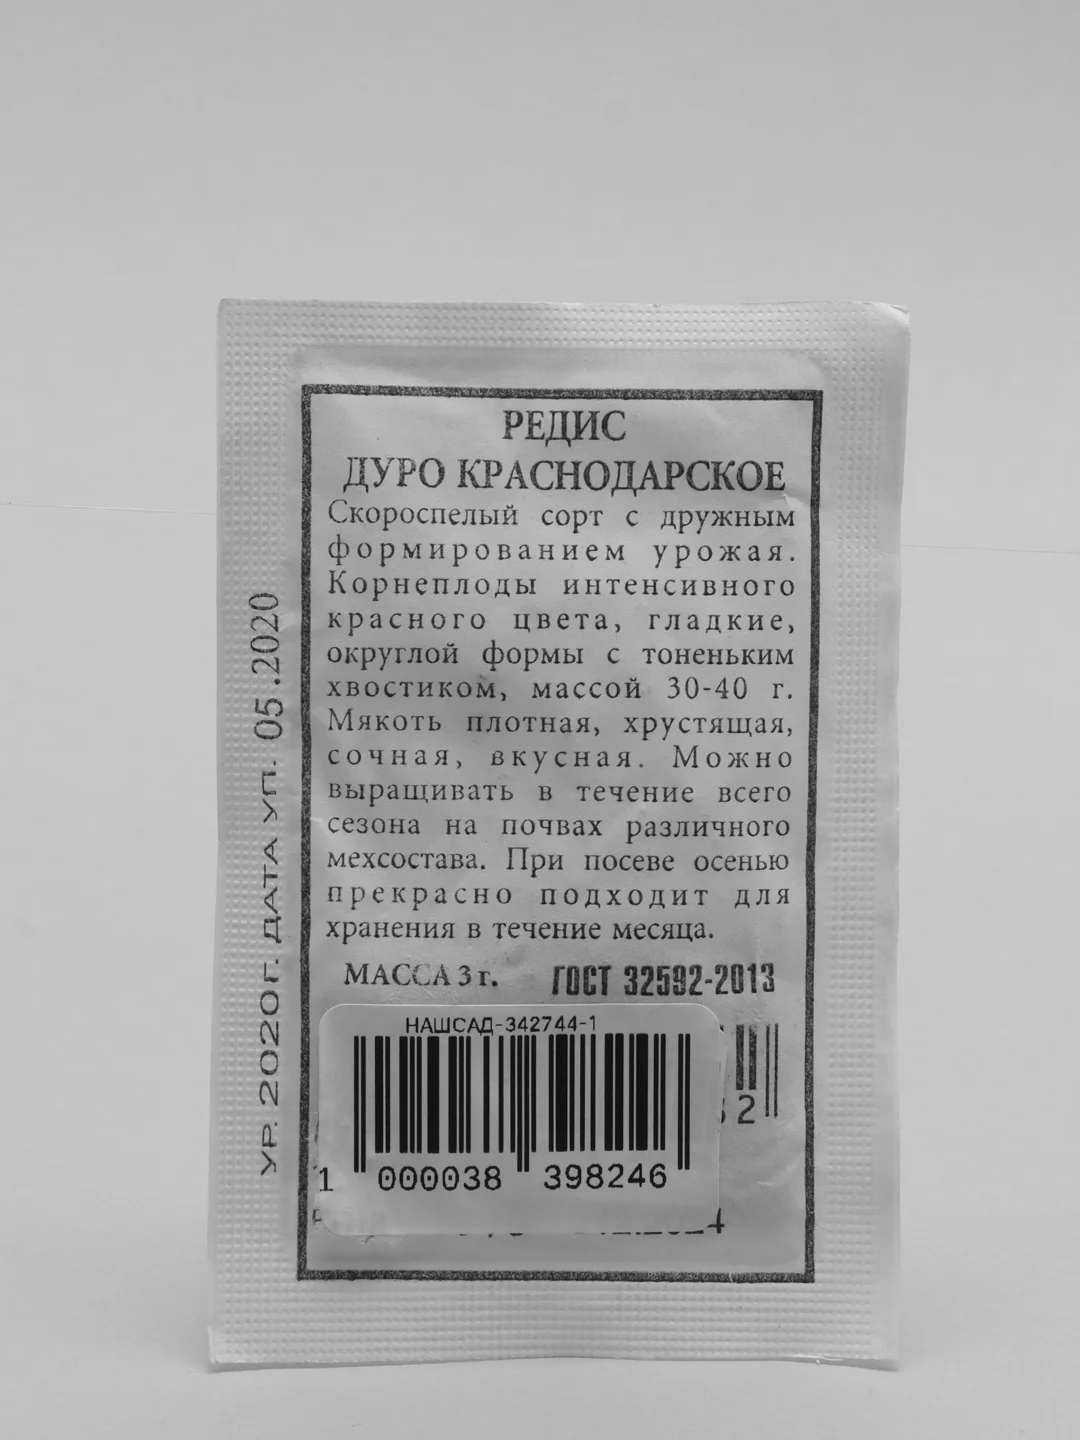 РЕДИС
ДУРО КРАСНОДАРСКОЕ
Скороспелый сорт с дружным
формированием урожая.
Корнеплоды интенсивного
красного цвета, гладкие,
округлой формы с тоненьким
хвостиком, массой 30-40 г.
Мякоть плотная, хрустящая,
сочная, вкусная. Можно
выращивать в течение всего
сезона на почвах различного
мехсостава. При посеве осенью
прекрасно подходит для
хранения в течение месяца.
МАССА 3 г. ГОСТ 32592-2013
НАШСАД-342744-1
1 000038 398246
2
УР. 2020 г. ДАТА УП. 05.2020